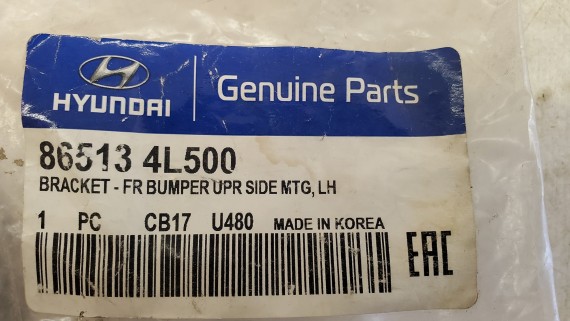 HYUNDAI
Genuine Parts
86513 4L500
BRACKET - FR BUMPER UPR SIDE MTG, LH
1 PC CB17 U480 MADE IN KOREA
EAC